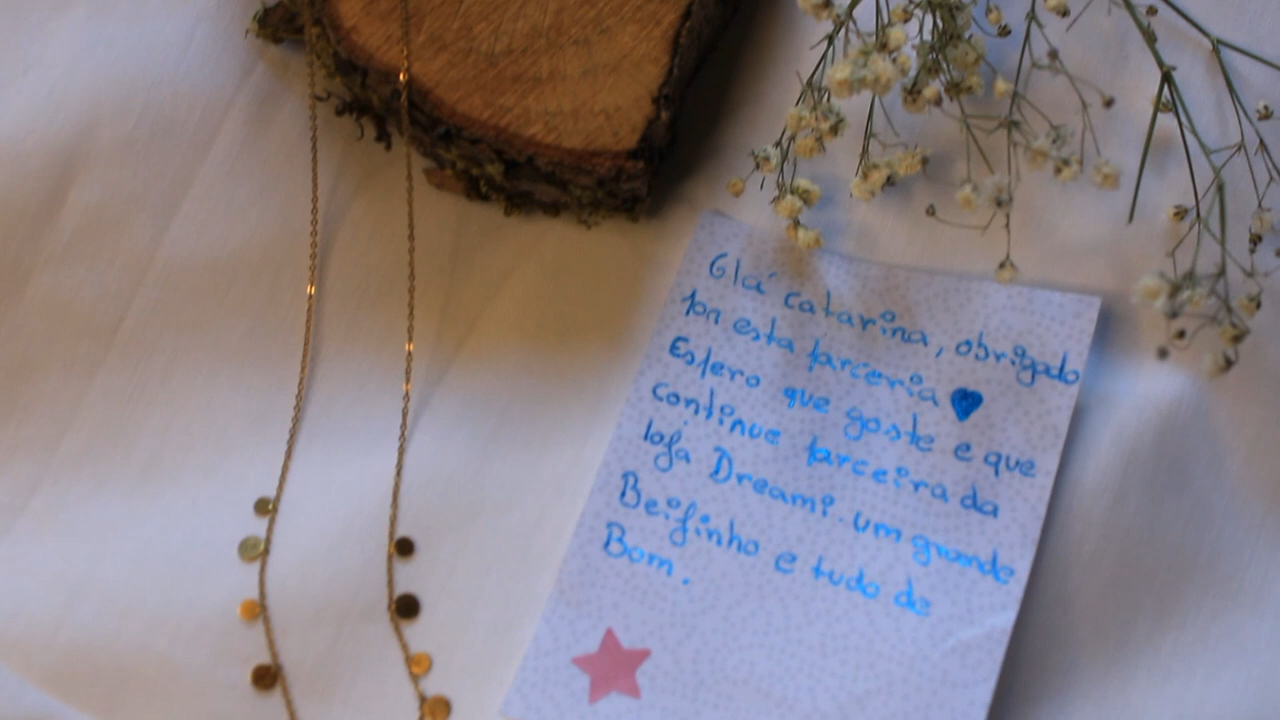 Olá catarina, obrigado
por esta parceria
Espero que goste e que
continue parceira da
loja Dreami um grande
Beijinho e tudo de
Bom.